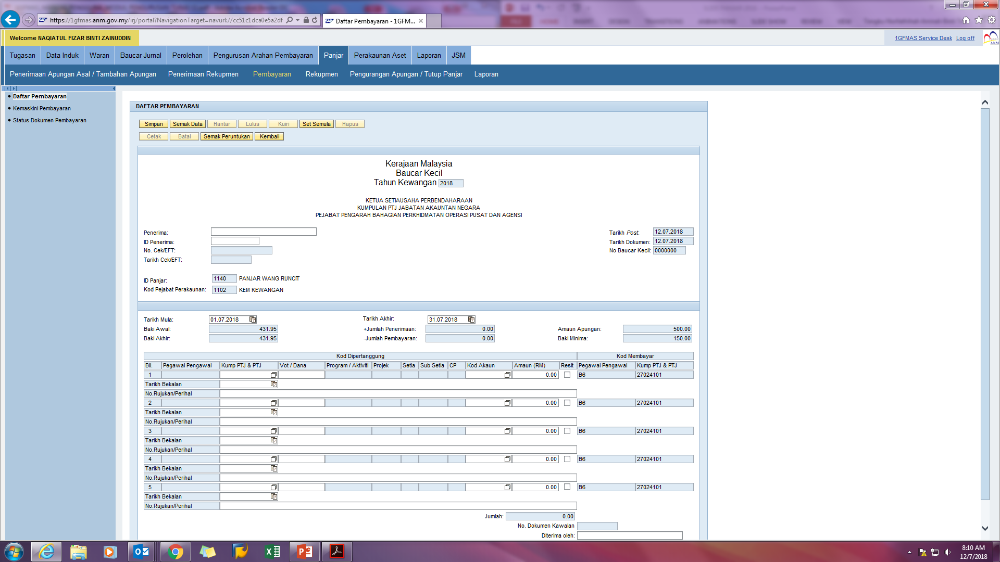 https://1gfmas.anm.gov.my/irj/portal?NavigationTarget=navurl://cc51c1dca0e5a2df
Daftar Pembayaran - 1GFM...
Welcome NAQIATUL FIZAR BINTI ZAINUDDIN
1GFMAS Service Desk Log off
Tugasan Data Induk Waran Baucar Jurnal Perolehan Pengurusan Arahan Pembayaran Panjar Perakaunan Aset Laporan JSM
Penerimaan Apungan Asal / Tambahan Apungan Penerimaan Rekupmen Pembayaran Rekupmen Pengurangan Apungan / Tutup Panjar Laporan
Daftar Pembayaran
Kemaskini Pembayaran
Status Dokumen Pembayaran
DAFTAR PEMBAYARAN
Simpan Semak Data Hantar Lulus Kuiri Set Semula Hapus
Cetak Batal Semak Peruntukan Kembali
Kerajaan Malaysia
Baucar Kecil
Tahun Kewangan 2018
KETUA SETIAUSAHA PERBENDAHARAAN
KUMPULAN PTJ JABATAN AKAUNTAN NEGARA
PEJABAT PENGARAH BAHAGIAN PERKHIDMATAN OPERASI PUSAT DAN AGENSI
Penerima: Tarikh Post: 12.07.2018
ID Penerima: Tarikh Dokumen: 12.07.2018
No. Cek/EFT: No Baucar Kecil: 0000000
Tarikh Cek/EFT:
ID Panjar: 1140 PANJAR WANG RUNCIT
Kod Pejabat Perakaunan: 1102 KEM KEWANGAN
Tarikh Mula: 01.07.2018 Tarikh Akhir: 31.07.2018
Baki Awal: 431.95 +Jumlah Penerimaan: 0.00 Amaun Apungan: 500.00
Baki Akhir: 431.95 -Jumlah Pembayaran: 0.00 Baki Minima: 150.00
Kod Dipertanggung Kod Membayar
Bil. Pegawai Pengawal Kump PTJ & PTJ Vot / Dana Program / Aktiviti Projek Setia Sub Setia CP Kod Akaun Amaun (RM) Resit Pegawai Pengawal Kump PTJ & PTJ
1 0.00 B6 27024101
Tarikh Bekalan
No.Rujukan/Perihal
2 0.00 B6 27024101
Tarikh Bekalan
No.Rujukan/Perihal
3 0.00 B6 27024101
Tarikh Bekalan
No.Rujukan/Perihal
4 0.00 B6 27024101
Tarikh Bekalan
No.Rujukan/Perihal
5 0.00 B6 27024101
Tarikh Bekalan
No.Rujukan/Perihal
Jumlah: 0.00
No. Dokumen Kawalan
Diterima oleh:
8:10 AM
12/7/2018